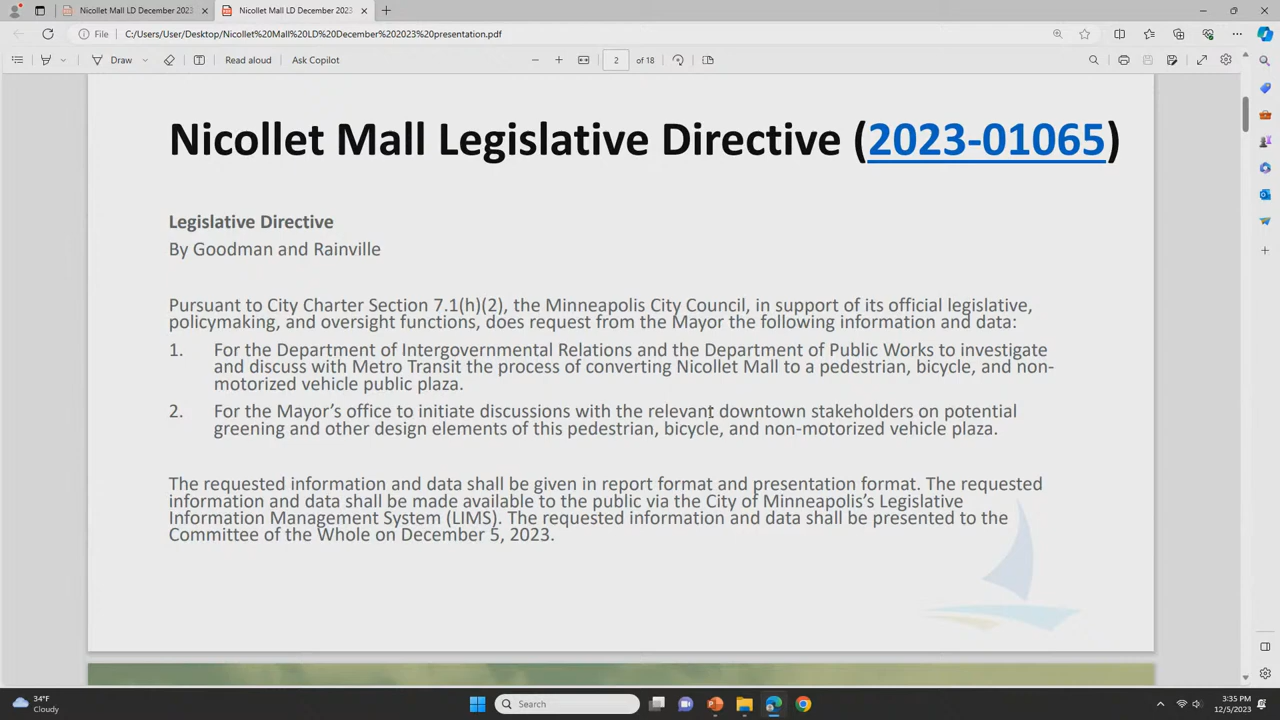 Nicollet Mall LD December 2023
Nicollet Mall LD December 2023
File
C:/Users/User/Desktop/Nicollet%20Mall%20LD%20December%202023%20presentation.pdf
Draw
Read aloud
Ask Copilot
2
of 18
Nicollet Mall Legislative Directive (2023-01065)
Legislative Directive
By Goodman and Rainville
Pursuant to City Charter Section 7.1(h)(2), the Minneapolis City Council, in support of its official legislative,
policymaking, and oversight functions, does request from the Mayor the following information and data:
1. For the Department of Intergovernmental Relations and the Department of Public Works to investigate
and discuss with Metro Transit the process of converting Nicollet Mall to a pedestrian, bicycle, and non-
motorized vehicle public plaza.
2. For the Mayor’s office to initiate discussions with the relevant downtown stakeholders on potential
greening and other design elements of this pedestrian, bicycle, and non-motorized vehicle plaza.
The requested information and data shall be given in report format and presentation format. The requested
information and data shall be made available to the public via the City of Minneapolis’s Legislative
Information Management System (LIMS). The requested information and data shall be presented to the
Committee of the Whole on December 5, 2023.
34°F
Cloudy
Search
3:35 PM
12/5/2023